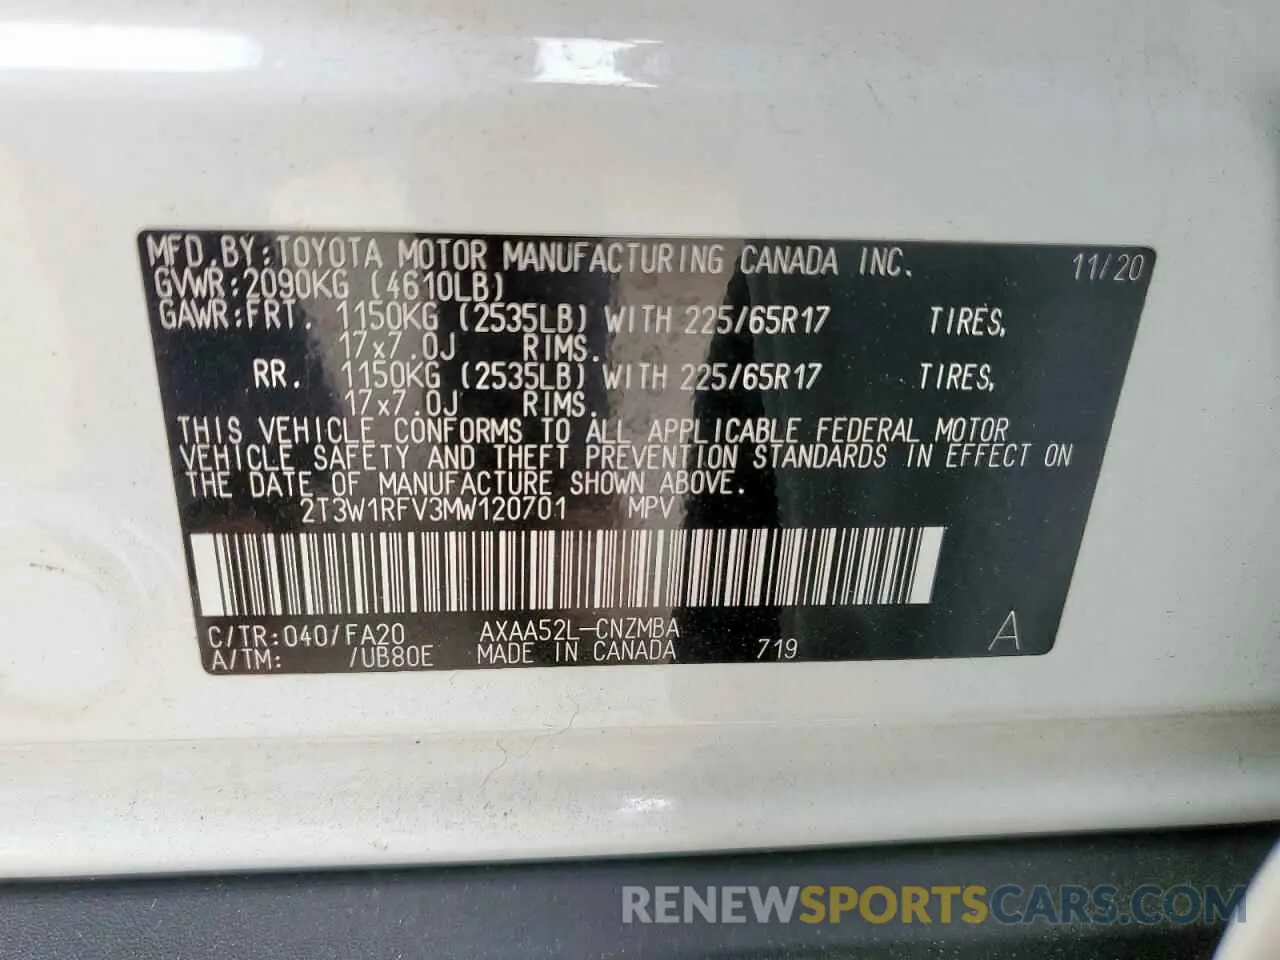 MFD.BY:TOYOTA MOTOR MANUFACTURING CANADA INC. 11/20
GVWR:2090KG (4610LB)
GAWR:FRT. 1150KG (2535LB) WITH 225/65R17 TIRES,
17x7.0J RIMS.
RR. 1150KG (2535LB) WITH 225/65R17 TIRES,
17x7.0J RIMS.
THIS VEHICLE CONFORMS TO ALL APPLICABLE FEDERAL MOTOR
VEHICLE SAFETY AND THEFT PREVENTION STANDARDS IN EFFECT ON
THE DATE OF MANUFACTURE SHOWN ABOVE.
2T3W1RFV3MW120701 MPV
C/TR:040/FA20 AXAA52L-CNZMBA
A/TM: /UB80E MADE IN CANADA 719 A
RENEWSPORTSCARS.COM